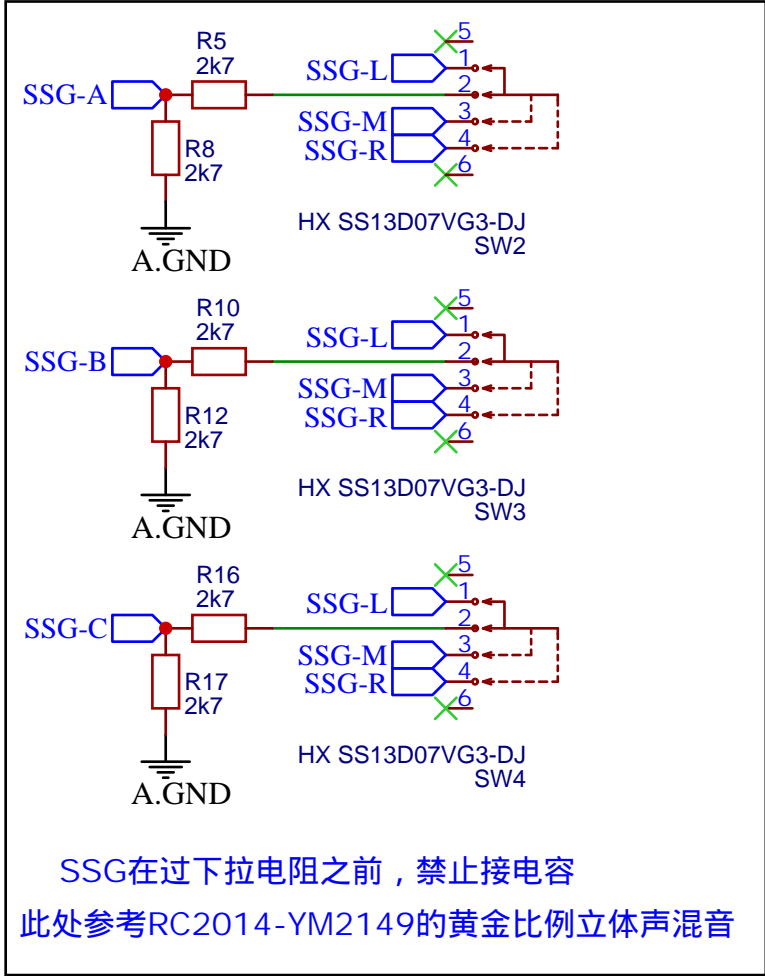 R5
2k7
SSG-A
R8
2k7
A.GND
5
SSG-L
1
2
SSG-M
3
SSG-R
4
6
HX SS13D07VG3-DJ
SW2
R10
2k7
SSG-B
R12
2k7
A.GND
5
SSG-L
1
2
SSG-M
3
SSG-R
4
6
HX SS13D07VG3-DJ
SW3
R16
2k7
SSG-C
R17
2k7
A.GND
5
SSG-L
1
2
SSG-M
3
SSG-R
4
6
HX SS13D07VG3-DJ
SW4
SSG在过下拉电阻之前，禁止接电容
此处参考RC2014-YM2149的黄金比例立体声混音